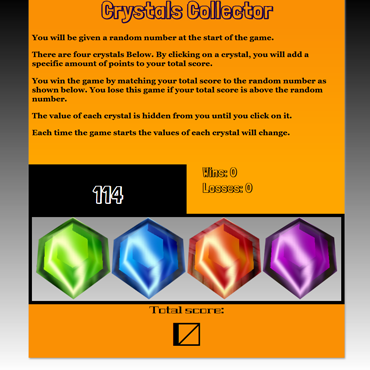 Crystals Collector
You will be given a random number at the start of the game.
There are four crystals Below. By clicking on a crystal, you will add a
specific amount of points to your total score.
You win the game by matching your total score to the random number as
shown below. You lose this game if your total score is above the random
number.
The value of each crystal is hidden from you until you click on it.
Each time the game starts the values of each crystal will change.
Wins: 0
Losses: 0
114
Total score:
0